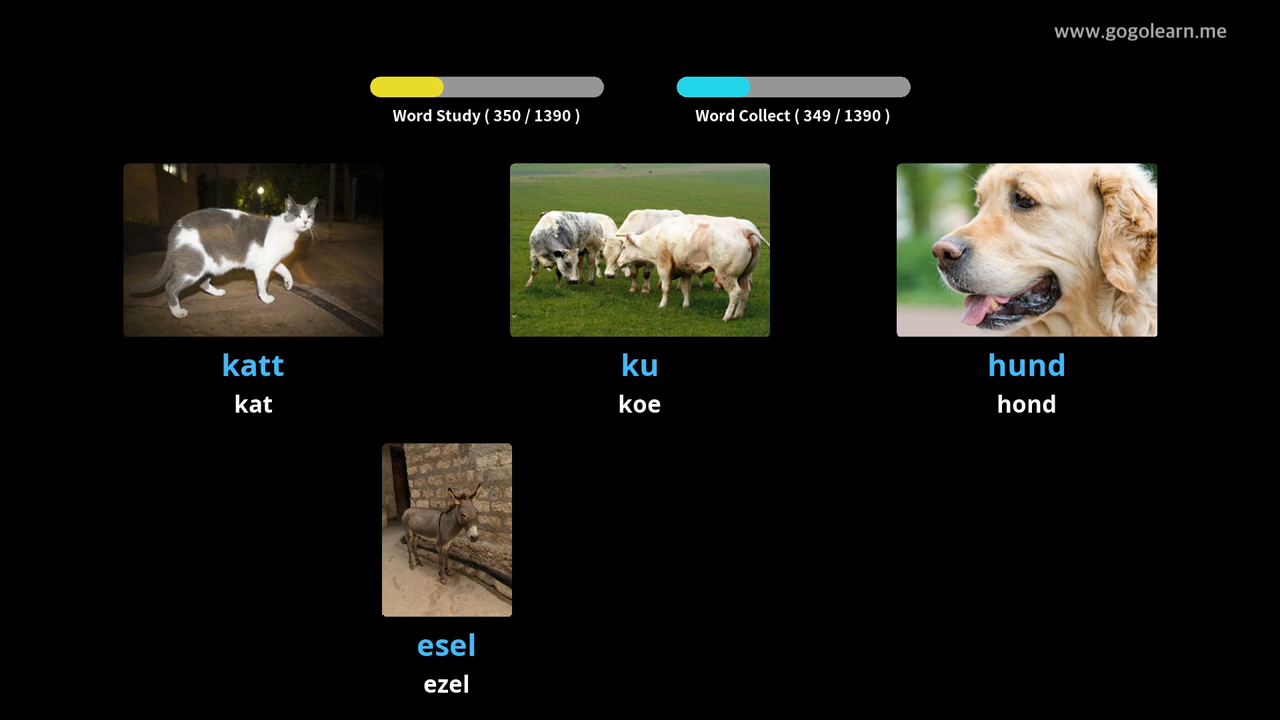 www.gogolearn.me
Word Study ( 350 / 1390 )
Word Collect ( 349 / 1390 )
katt
kat
ku
koe
hund
hond
esel
ezel